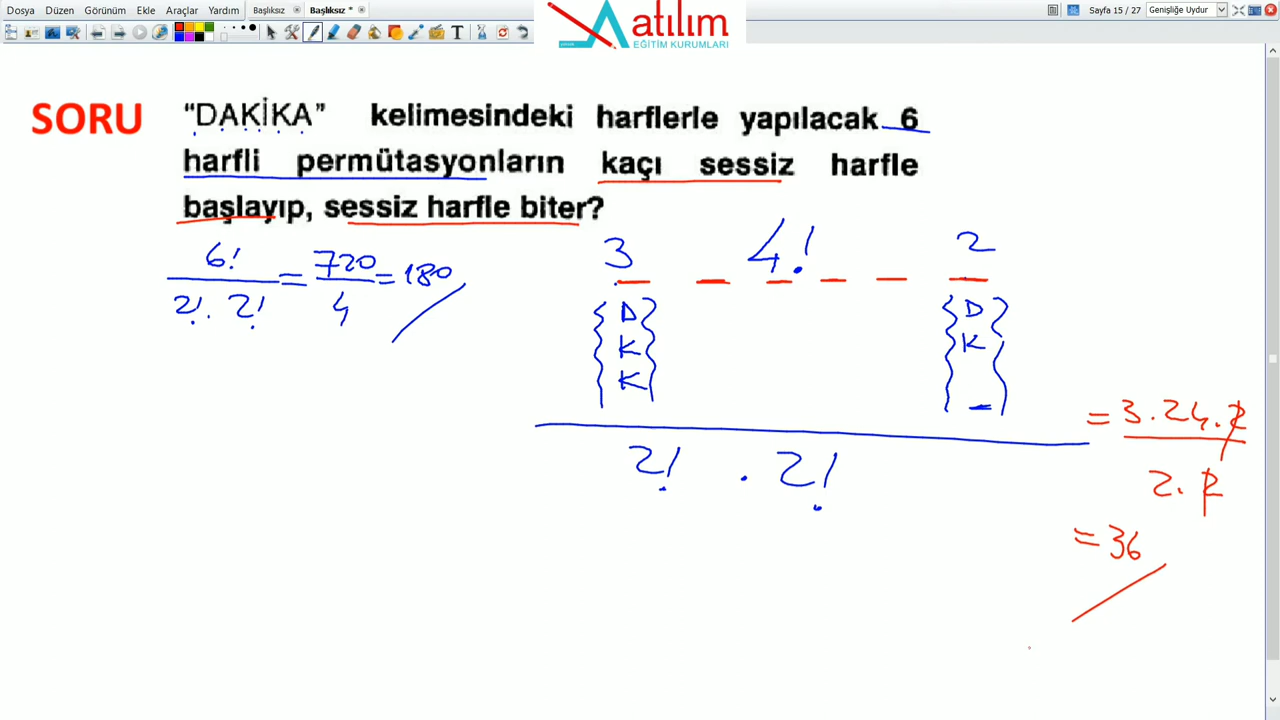 Dosya Düzen Görünüm Ekle Araçlar Yardım Başlıksız Başlıksız * Sayfa 15 / 27 Genişliğe Uydur
atılım
EĞİTİM KURUMLARI
SORU "DAKİKA" kelimesindeki harflerle yapılacak 6
harfli permütasyonların kaçı sessiz harfle
başlayıp, sessiz harfle biter?
6! / 2! . 2! = 720 / 4 = 180
3 4! 2
D D
K K
K -
2! . 2!
= 3.24.2 / 2.2
= 36